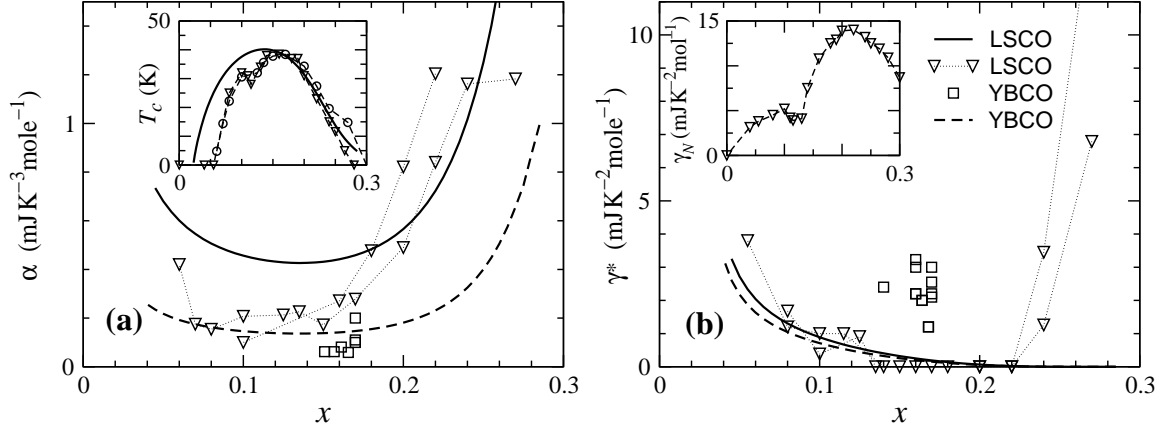 α (mJK⁻³mole⁻¹)
1
0
0
0.1
0.2
0.3
x
(a)
T_c (K)
50
0
0
0.3
γ* (mJK⁻²mole⁻¹)
10
5
0
0
0.1
0.2
0.3
x
(b)
γ_N (mJK⁻²mol⁻¹)
15
0
0
0.3
LSCO
LSCO
YBCO
YBCO